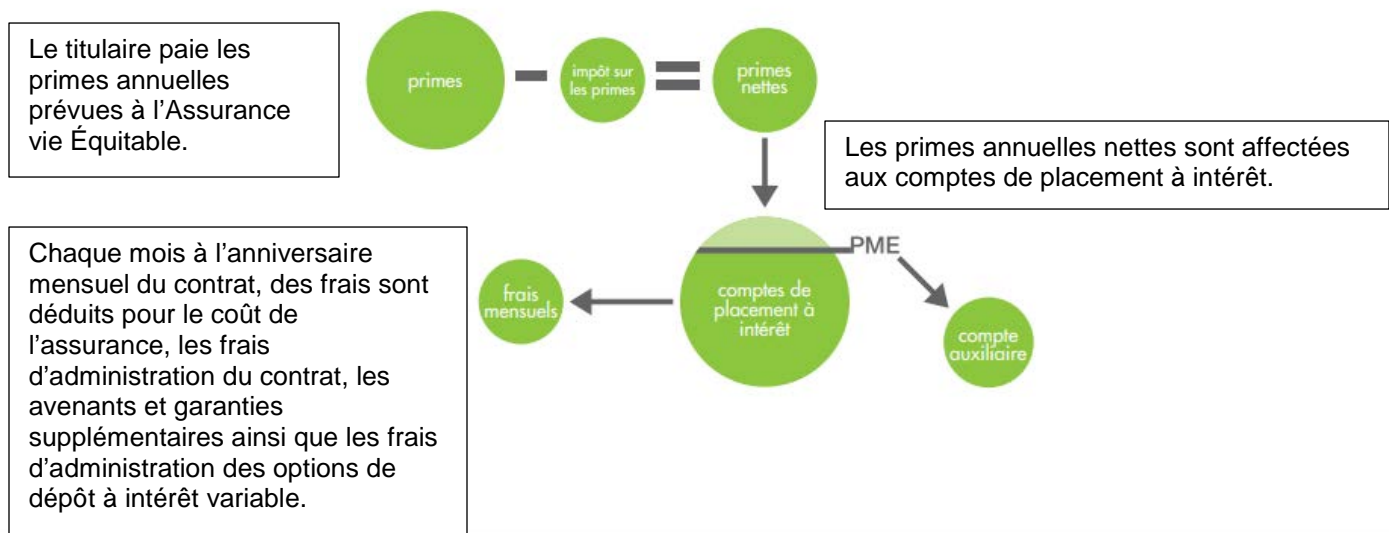 Le titulaire paie les
primes annuelles
prévues à l'Assurance
vie Équitable.
primes
impôt sur
les primes
primes
nettes
Les primes annuelles nettes sont affectées
aux comptes de placement à intérêt.
Chaque mois à l'anniversaire
mensuel du contrat, des frais sont
déduits pour le coût de
l'assurance, les frais
d'administration du contrat, les
avenants et garanties
supplémentaires ainsi que les frais
d'administration des options de
dépôt à intérêt variable.
frais
mensuels
comptes de
placement à
intérêt
PME
compte
auxiliaire